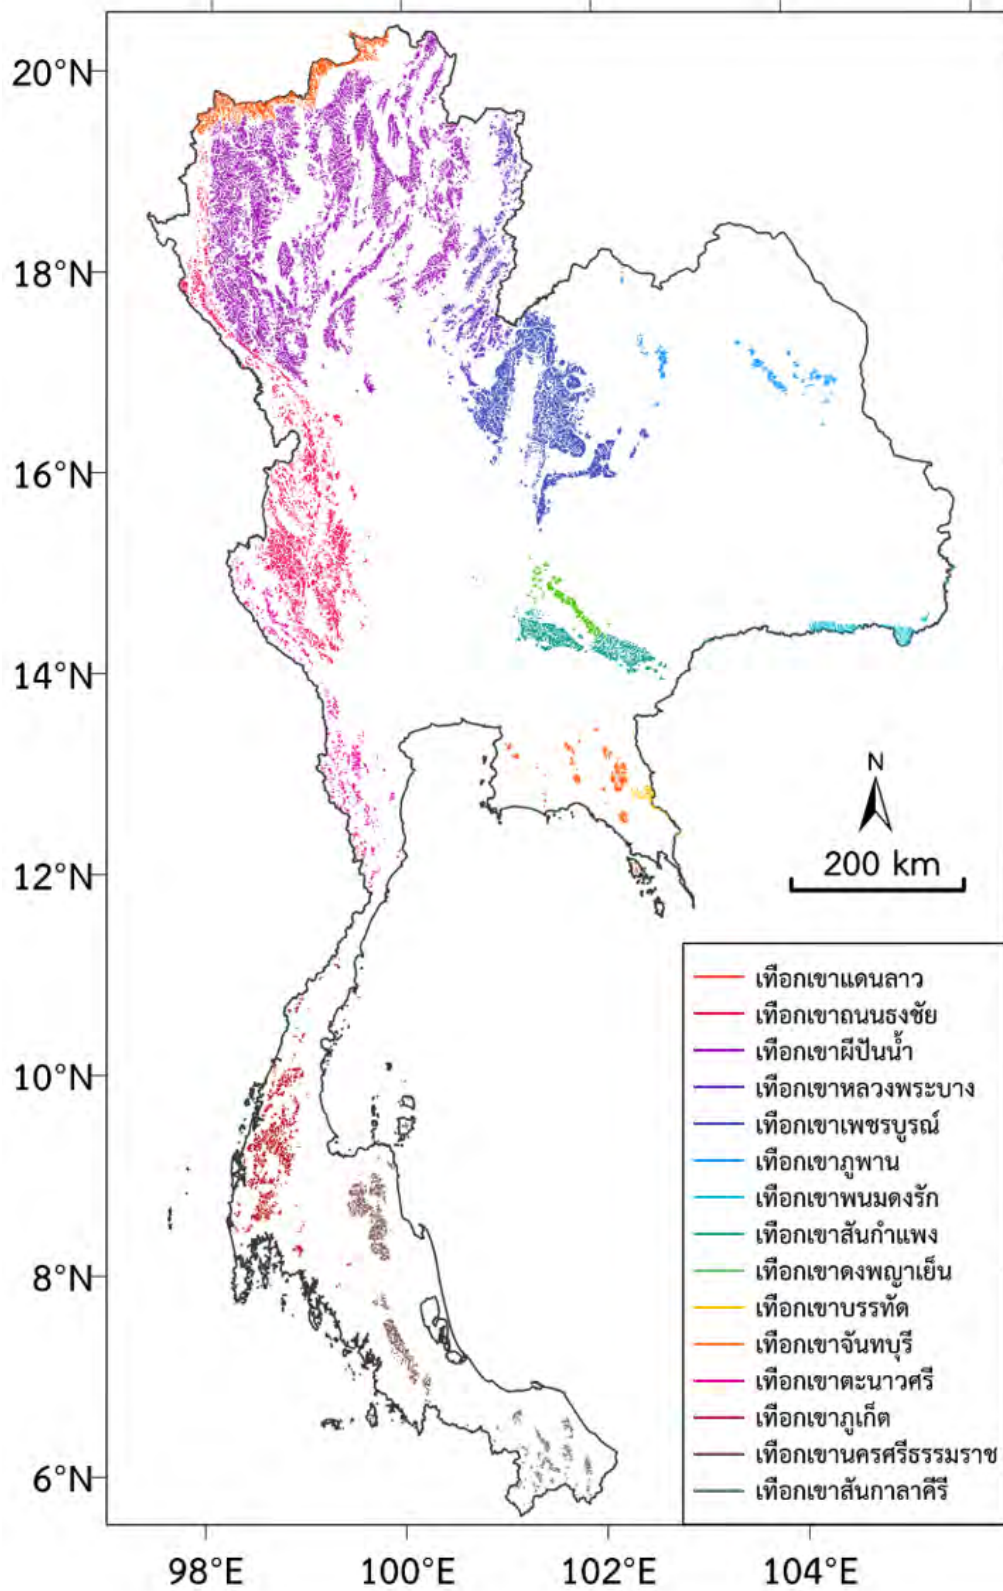 20°N
18°N
16°N
14°N
12°N
10°N
8°N
6°N
98°E
100°E
102°E
104°E
N
200 km
เทือกเขาแดนลาว
เทือกเขาถนนธงชัย
เทือกเขาผีปันน้ำ
เทือกเขาหลวงพระบาง
เทือกเขาเพชรบูรณ์
เทือกเขาภูพาน
เทือกเขาพนมดงรัก
เทือกเขาสันกำแพง
เทือกเขาดงพญาเย็น
เทือกเขาบรรทัด
เทือกเขาจันทบุรี
เทือกเขาตะนาวศรี
เทือกเขาภูเก็ต
เทือกเขานครศรีธรรมราช
เทือกเขาสันกาลาคีรี